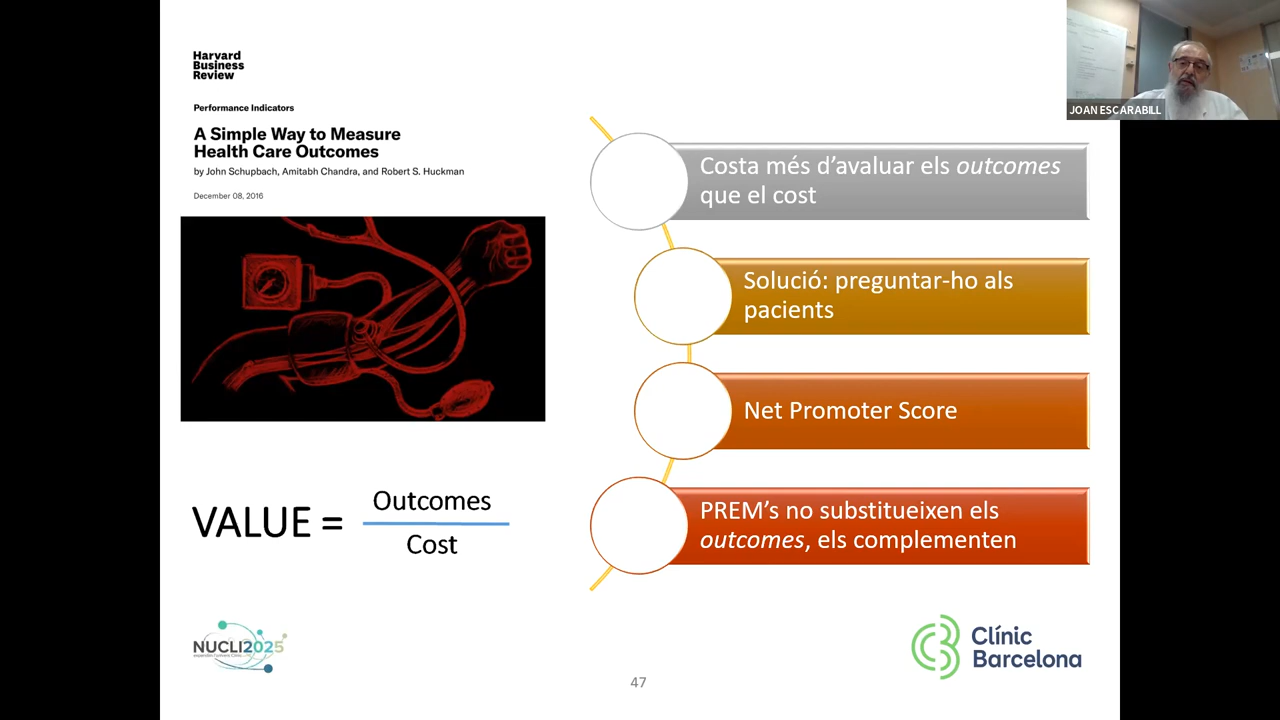 Harvard
Business
Review
Performance Indicators
A Simple Way to Measure
Health Care Outcomes
by John Schupbach, Amitabh Chandra, and Robert S. Huckman
December 08, 2016
VALUE =
Outcomes
Cost
Costa més d’avaluar els outcomes
que el cost
Solució: preguntar-ho als
pacients
Net Promoter Score
PREM’s no substitueixen els
outcomes, els complementen
JOAN ESCARABILL
NUCLI2025
Clínic
Barcelona
47